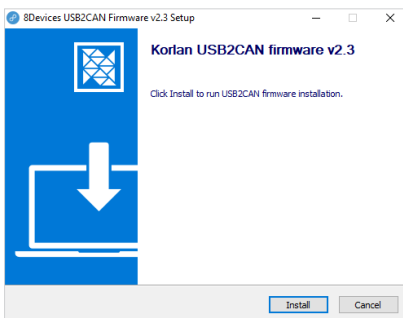 8Devices USB2CAN Firmware v2.3 Setup
Korlan USB2CAN firmware v2.3
Click Install to run USB2CAN firmware installation.
Install
Cancel